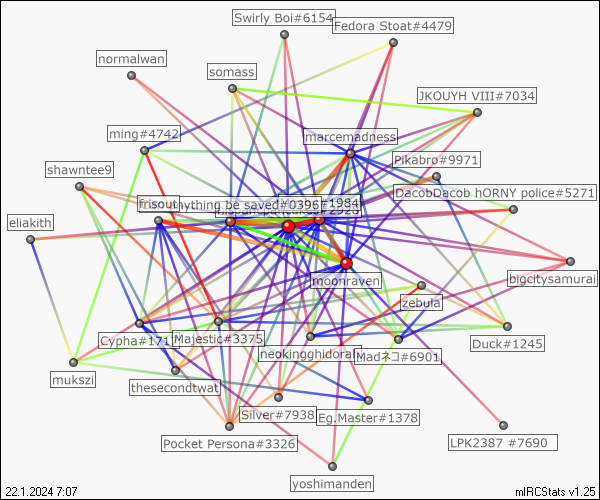 Swirly Boi#6154
Fedora Stoat#4479
normalwan
somass
JKOUYH VIII#7034
ming#4742
marcemadness
Pikabro#9971
shawntee9
DacobDacob hORNY police#5271
frisout
nything be saved#0396
#1984
eliakith
moonraven
bigcitysamurai
zebula
Cypha#171
Majestic#3375
neokingghidorah
Madネコ#6901
Duck#1245
mukszi
thesecondtwat
Silver#7938
Eg.Master#1378
Pocket Persona#3326
LPK2387 #7690
yoshimanden
22.1.2024 7:07
mIRCStats v1.25